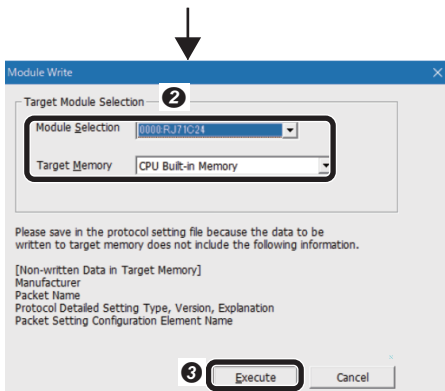 Module Write
Target Module Selection ❷
Module Selection 0000:RJ71C24
Target Memory CPU Built-in Memory
Please save in the protocol setting file because the data to be
written to target memory does not include the following information.
[Non-written Data in Target Memory]
Manufacturer
Packet Name
Protocol Detailed Setting Type, Version, Explanation
Packet Setting Configuration Element Name
❸ Execute Cancel